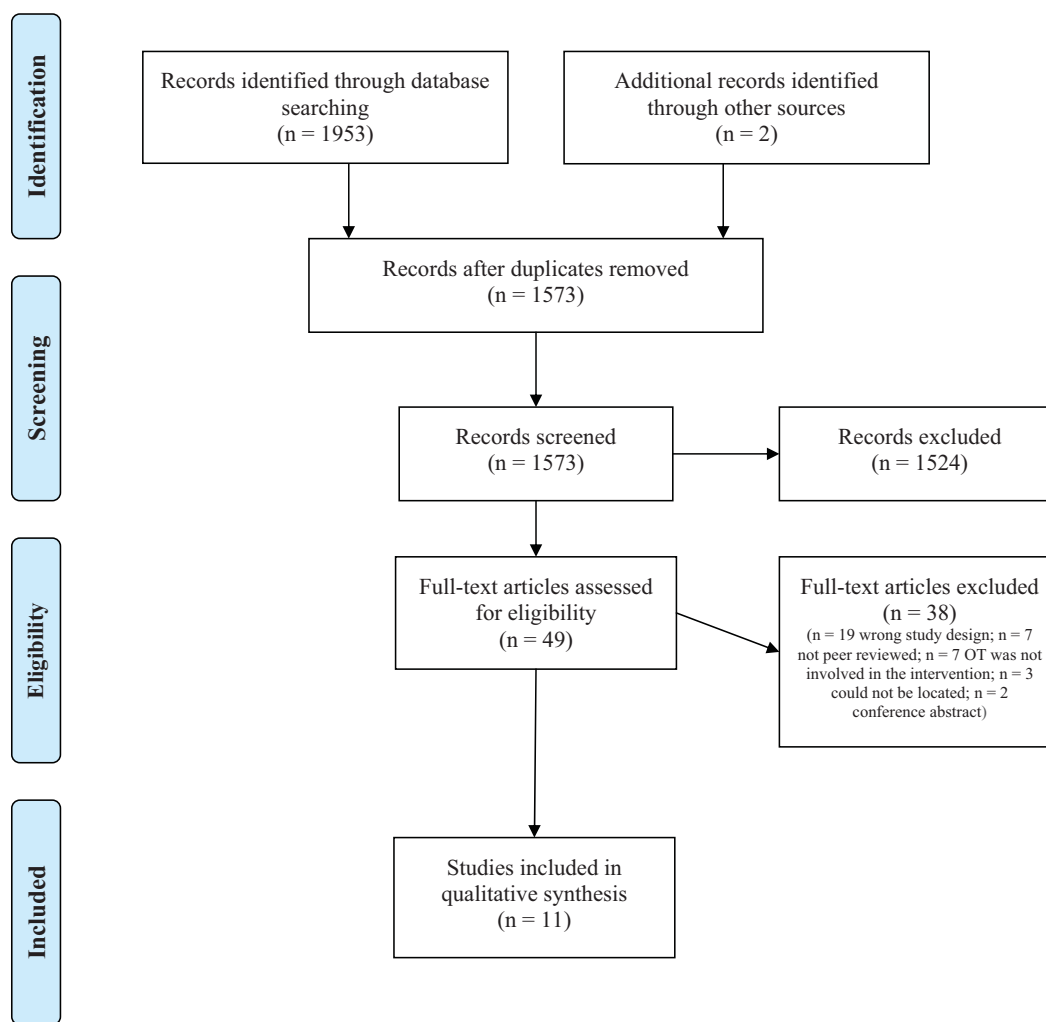 Identification
Records identified through database
searching
(n = 1953)
Additional records identified
through other sources
(n = 2)
Records after duplicates removed
(n = 1573)
Screening
Records screened
(n = 1573)
Records excluded
(n = 1524)
Eligibility
Full-text articles assessed
for eligibility
(n = 49)
Full-text articles excluded
(n = 38)
(n = 19 wrong study design; n = 7
not peer reviewed; n = 7 OT was not
involved in the intervention; n = 3
could not be located; n = 2
conference abstract)
Included
Studies included in
qualitative synthesis
(n = 11)